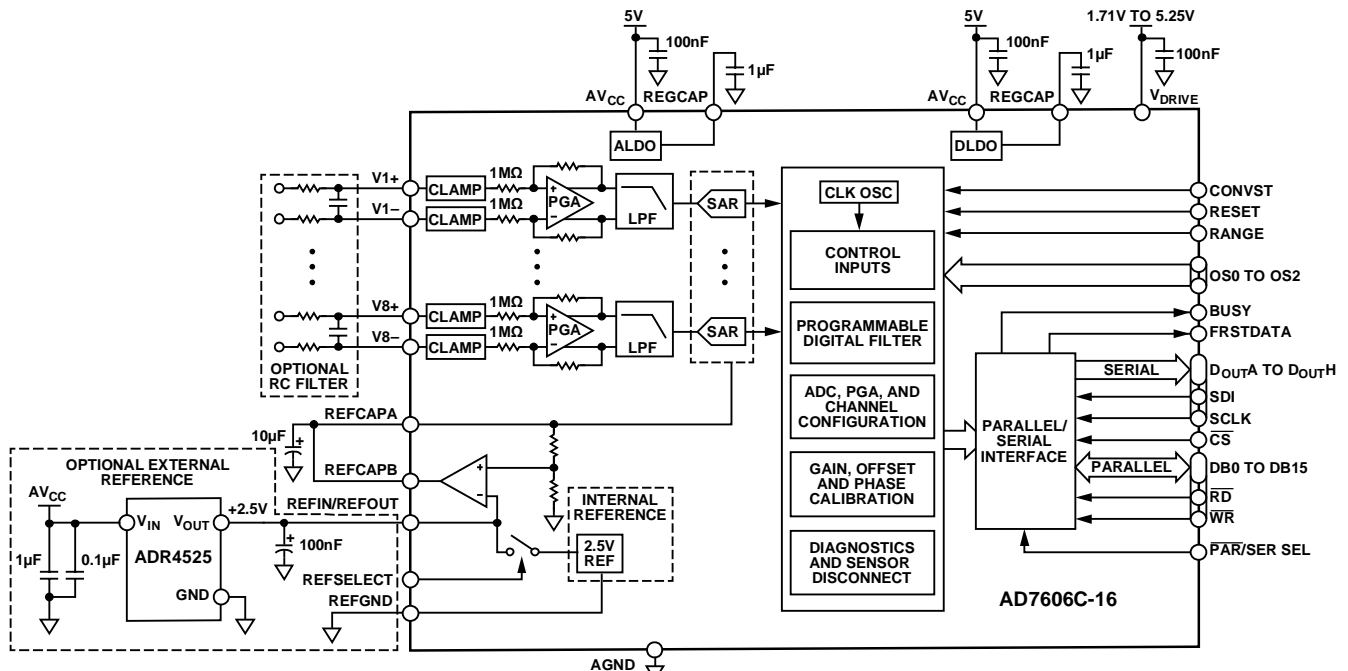 5V
100nF
1µF
AVCC
REGCAP
ALDO
5V
100nF
1µF
AVCC
REGCAP
DLDO
1.71V TO 5.25V
100nF
VDRIVE
V1+
CLAMP
1MΩ
+
PGA
−
LPF
SAR
V1−
CLAMP
1MΩ
V8+
CLAMP
1MΩ
+
PGA
−
LPF
SAR
V8−
CLAMP
1MΩ
OPTIONAL
RC FILTER
CLK OSC
CONTROL
INPUTS
PROGRAMMABLE
DIGITAL FILTER
ADC, PGA, AND
CHANNEL
CONFIGURATION
GAIN, OFFSET
AND PHASE
CALIBRATION
DIAGNOSTICS
AND SENSOR
DISCONNECT
PARALLEL/
SERIAL
INTERFACE
SERIAL
PARALLEL
CONVST
RESET
RANGE
OS0 TO OS2
BUSY
FRSTDATA
DOUTA TO DOUTH
SDI
SCLK
CS
DB0 TO DB15
RD
WR
PAR/SER SEL
REFCAPA
10µF
+
REFCAPB
+
−
OPTIONAL EXTERNAL
REFERENCE
REFIN/REFOUT
INTERNAL
REFERENCE
2.5V
REF
AVCC
VIN
VOUT
+2.5V
ADR4525
1µF
0.1µF
+
100nF
GND
REFSELECT
REFGND
AGND
AD7606C-16